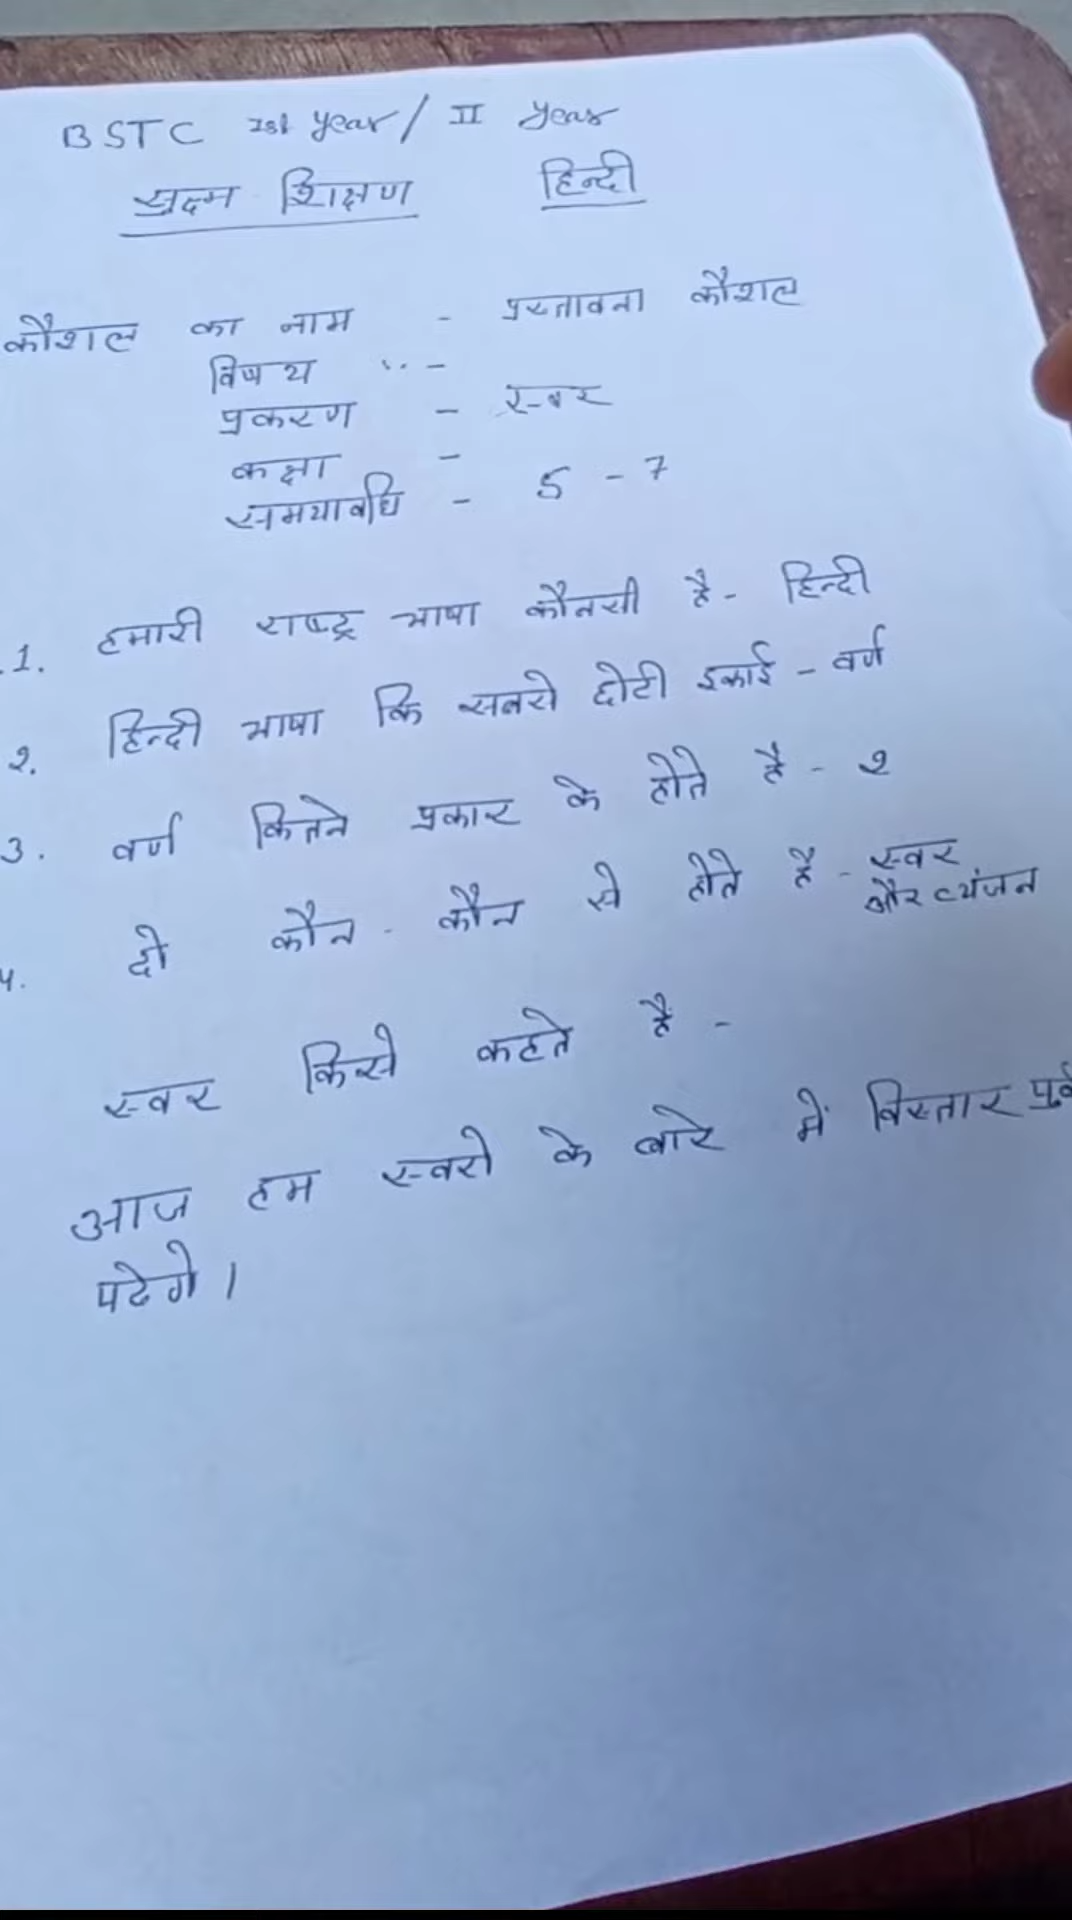 BSTC Ist year / II year
सुक्ष्म शिक्षण हिन्दी
कौशल का नाम - प्रस्तावना कौशल
विषय -
प्रकरण - स्वर
कक्षा -
समयावधि - 5 - 7
1. हमारी राष्ट्र भाषा कौनसी है - हिन्दी
2. हिन्दी भाषा कि सबसे छोटी इकाई - वर्ण
3. वर्ण कितने प्रकार के होते है - 2
4. दो कौन - कौन से होते है - स्वर
और व्यंजन
स्वर किसे कहते है -
आज हम स्वरो के बारे में विस्तार पुर्व
पढेगे।